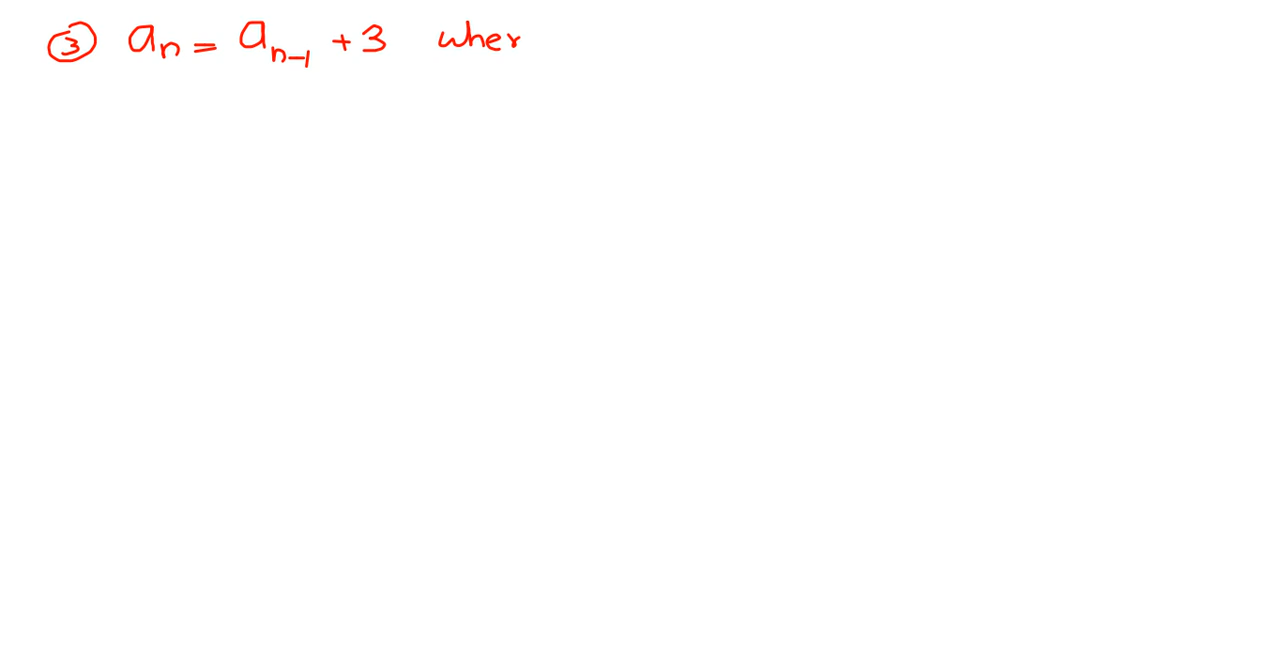 ③ aₙ = aₙ₋₁ + 3 wher